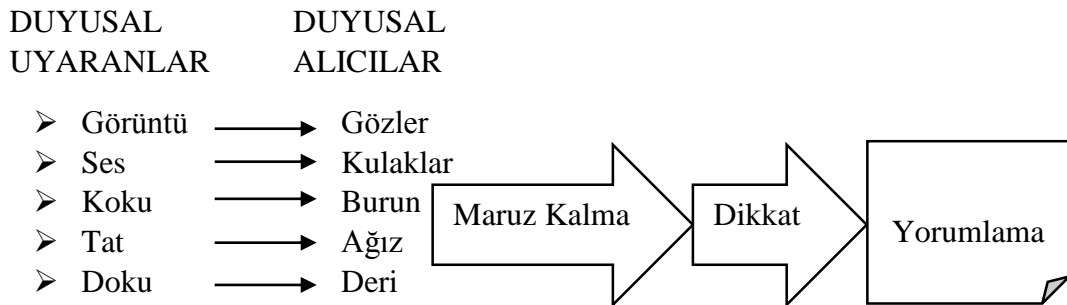 DUYUSAL DUYUSAL
UYARANLAR ALICILAR
Görüntü Gözler
Ses Kulaklar
Koku Burun
Tat Ağız
Doku Deri
Maruz Kalma Dikkat Yorumlama